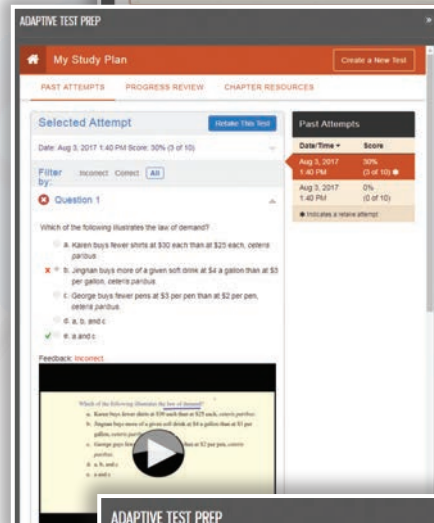 ADAPTIVE TEST PREP
»
My Study Plan
Create a New Test
PAST ATTEMPTS PROGRESS REVIEW CHAPTER RESOURCES
Selected Attempt
Retake This Test
Date: Aug 3, 2017 1:40 PM Score: 30% (3 of 10)
Filter by: Incorrect Correct All
Question 1
Which of the following illustrates the law of demand?
a. Karen buys fewer shirts at $30 each than at $25 each, ceteris
paribus.
b. Jingnan buys more of a given soft drink at $4 a gallon than at $3
per gallon, ceteris paribus.
c. George buys fewer pens at $3 per pen than at $2 per pen,
ceteris paribus.
d. a, b, and c
e. a and c
Feedback: Incorrect
Which of the following illustrates the law of demand?
a. Karen buys fewer shirts at $30 each than at $25 each, ceteris paribus.
b. Jingnan buys more of a given soft drink at $4 a gallon than at $3 per
gallon, ceteris
c. George buys few than at $2 per pen, ceteris
paribus.
d. a, b, and c
e. a and c
Past Attempts
Date/Time Score
Aug 3, 2017 30%
1:40 PM (3 of 10)
Aug 3, 2017 0%
1:40 PM (0 of 10)
Indicates a retake attempt
ADAPTIVE TEST PREP